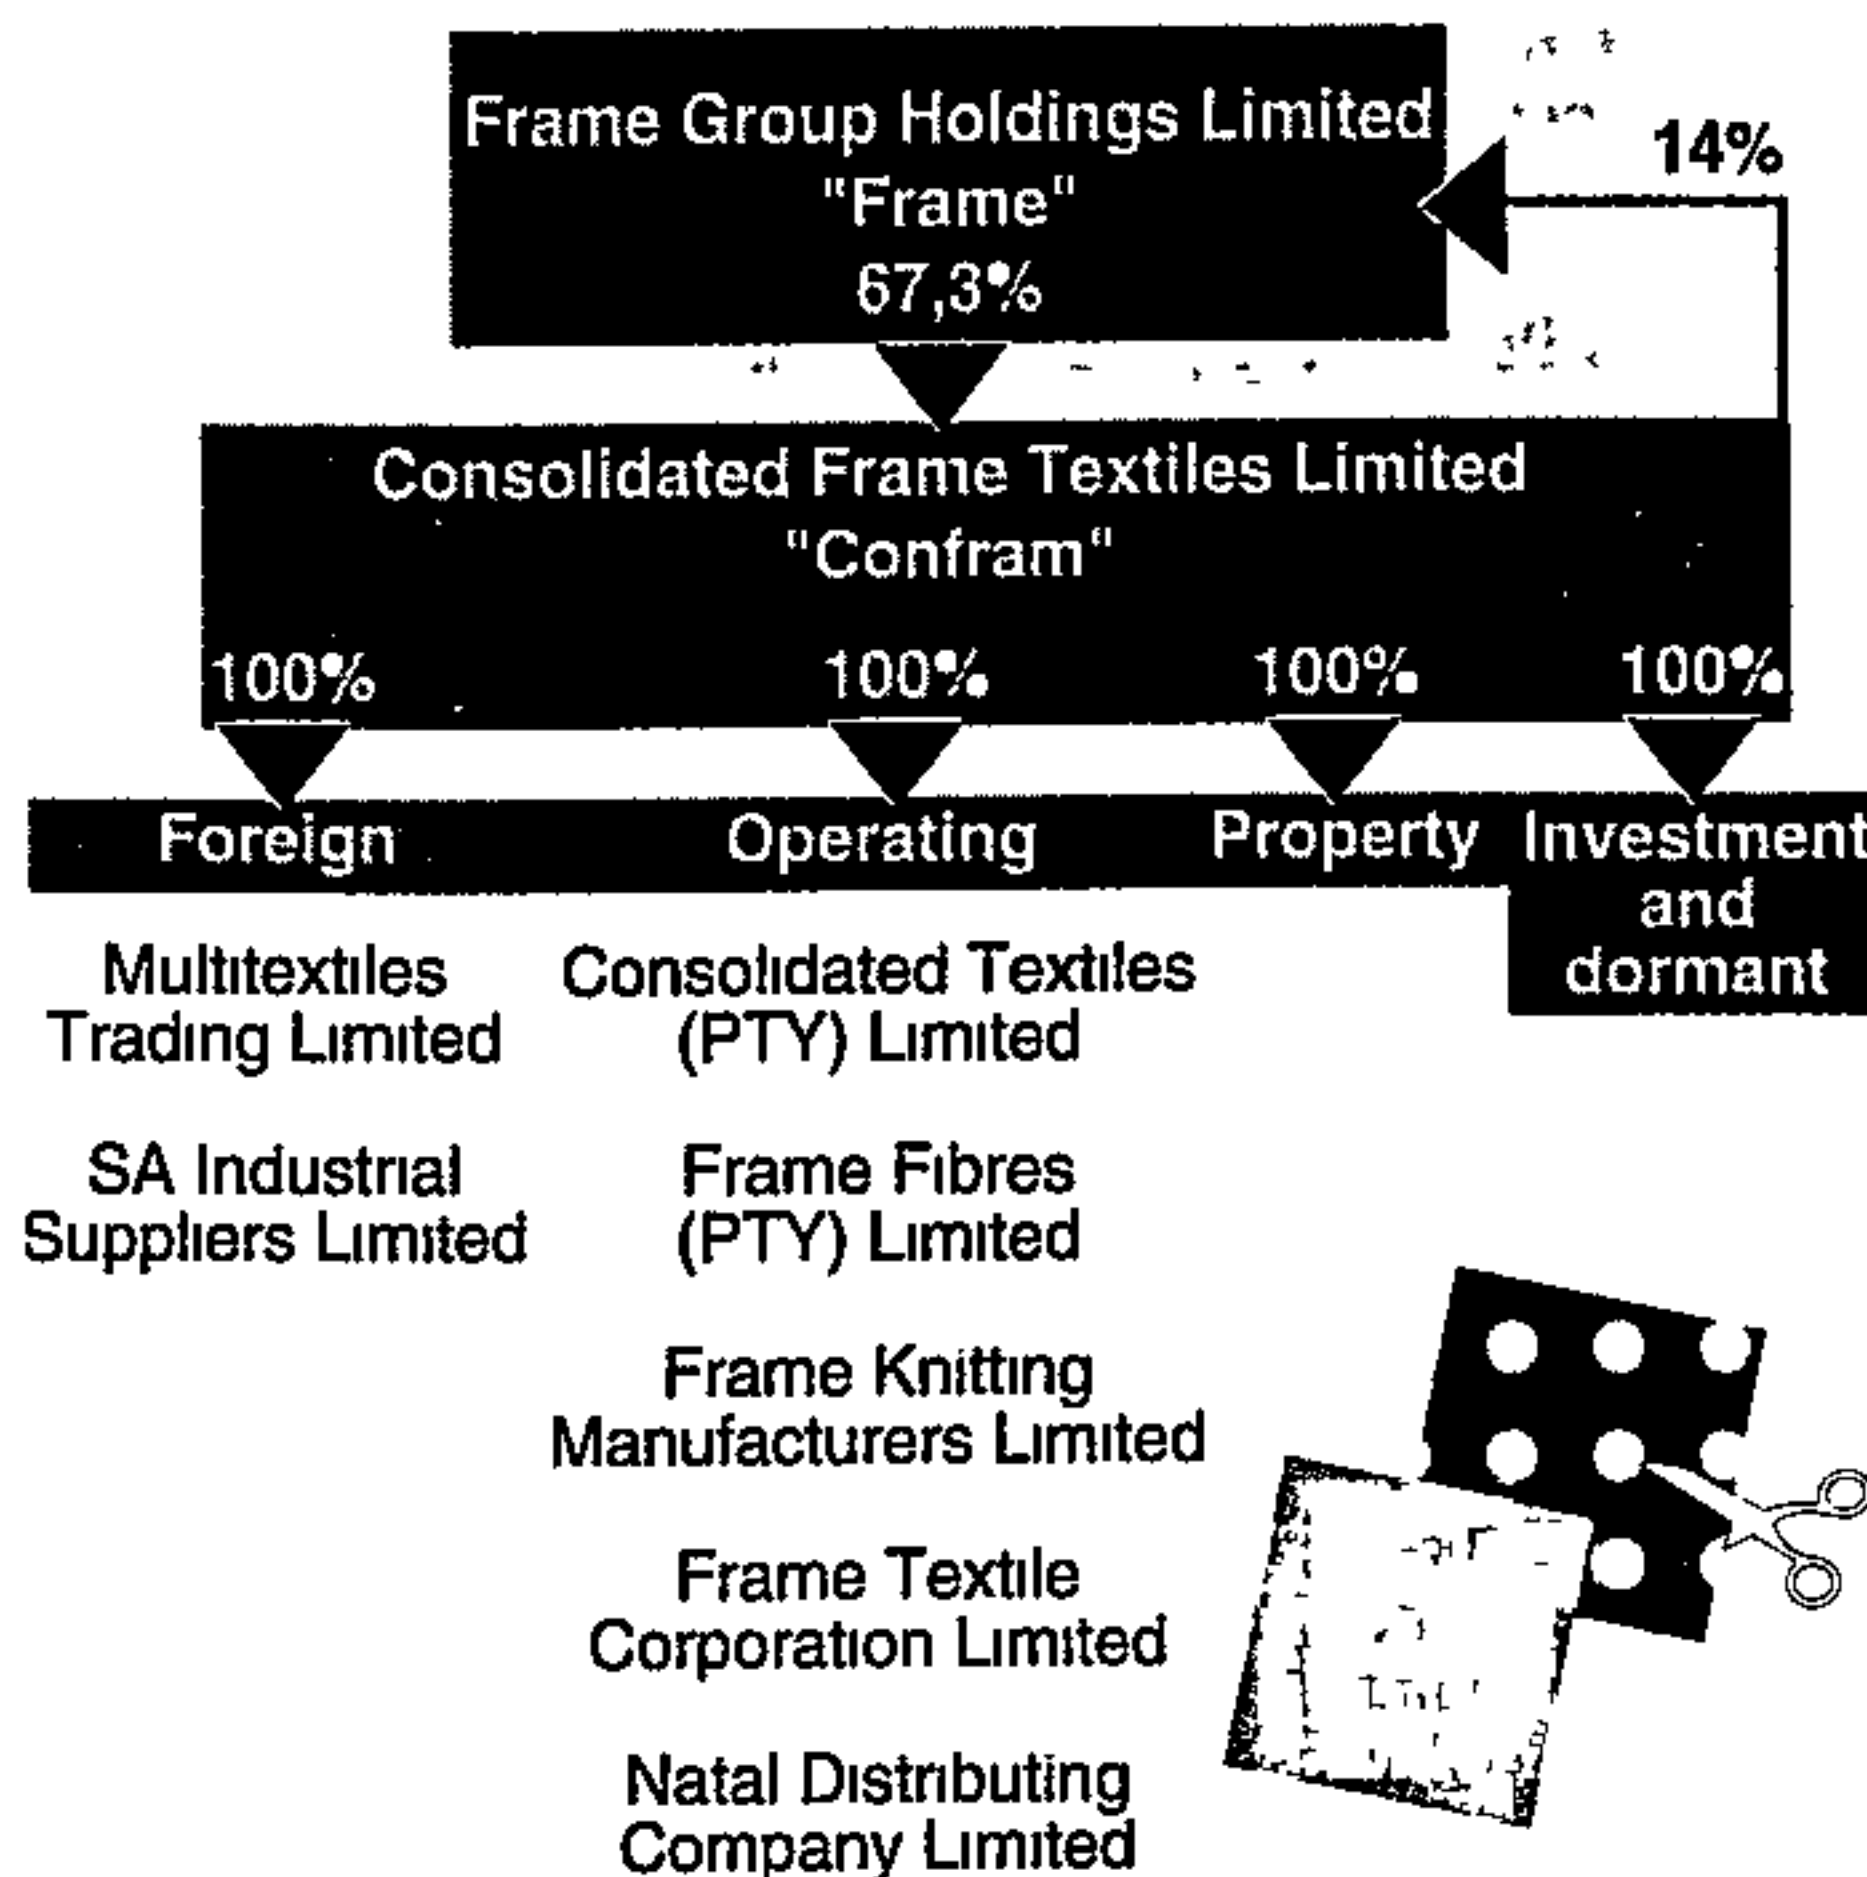 Frame Group Holdings Limited
"Frame"
67,3%
14%
Consolidated Frame Textiles Limited
"Confram"
100% 100% 100% 100%
Foreign Operating Property Investment
and
dormant
Multitextiles
Trading Limited
SA Industrial
Suppliers Limited
Consolidated Textiles
(PTY) Limited
Frame Fibres
(PTY) Limited
Frame Knitting
Manufacturers Limited
Frame Textile
Corporation Limited
Natal Distributing
Company Limited